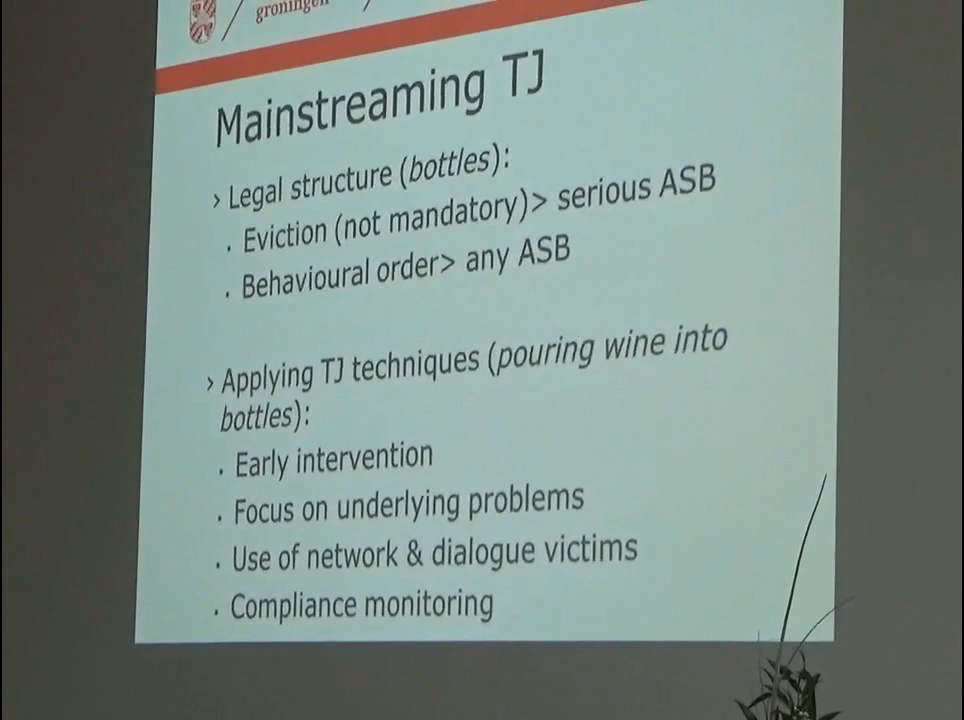 groningen
Mainstreaming TJ
› Legal structure (bottles):
. Eviction (not mandatory)> serious ASB
. Behavioural order> any ASB
› Applying TJ techniques (pouring wine into
bottles):
. Early intervention
. Focus on underlying problems
. Use of network & dialogue victims
. Compliance monitoring